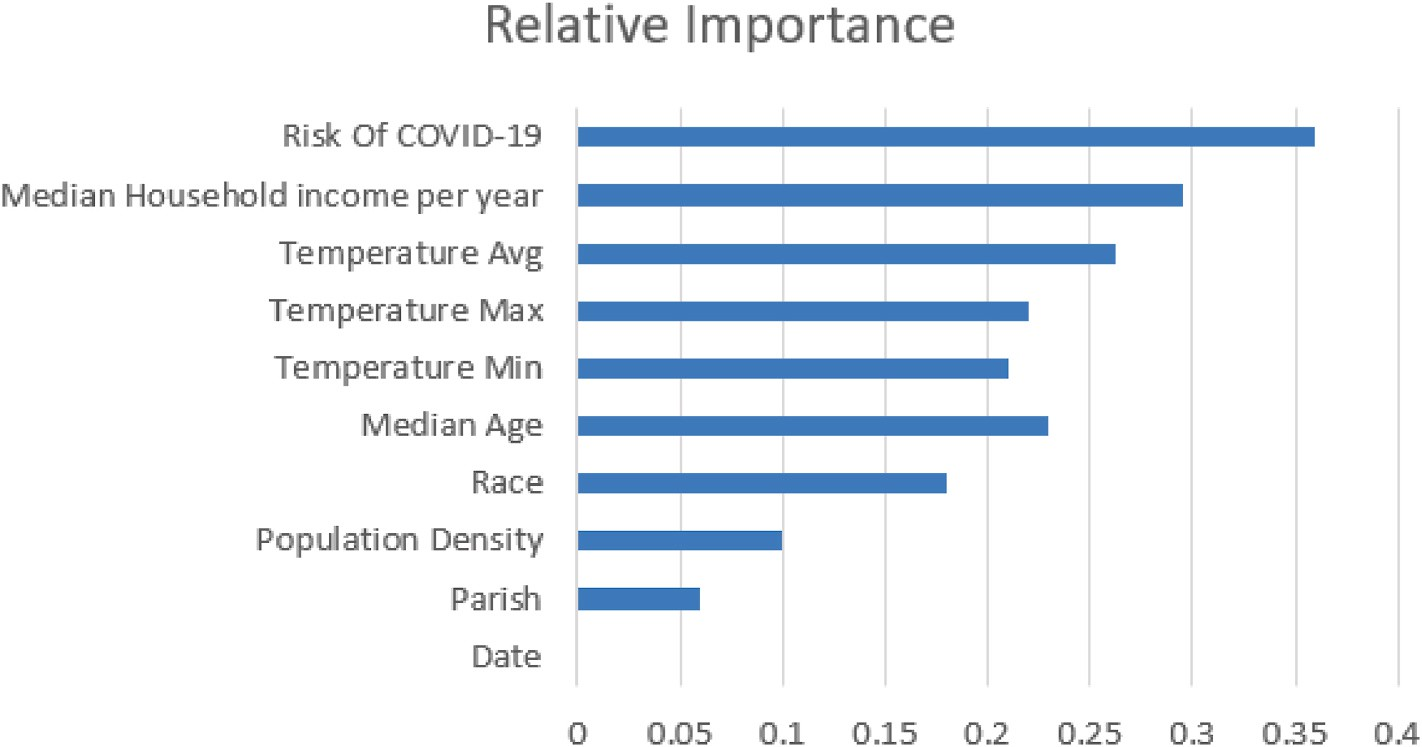 Relative Importance
Risk Of COVID-19
Median Household income per year
Temperature Avg
Temperature Max
Temperature Min
Median Age
Race
Population Density
Parish
Date
0 0.05 0.1 0.15 0.2 0.25 0.3 0.35 0.4